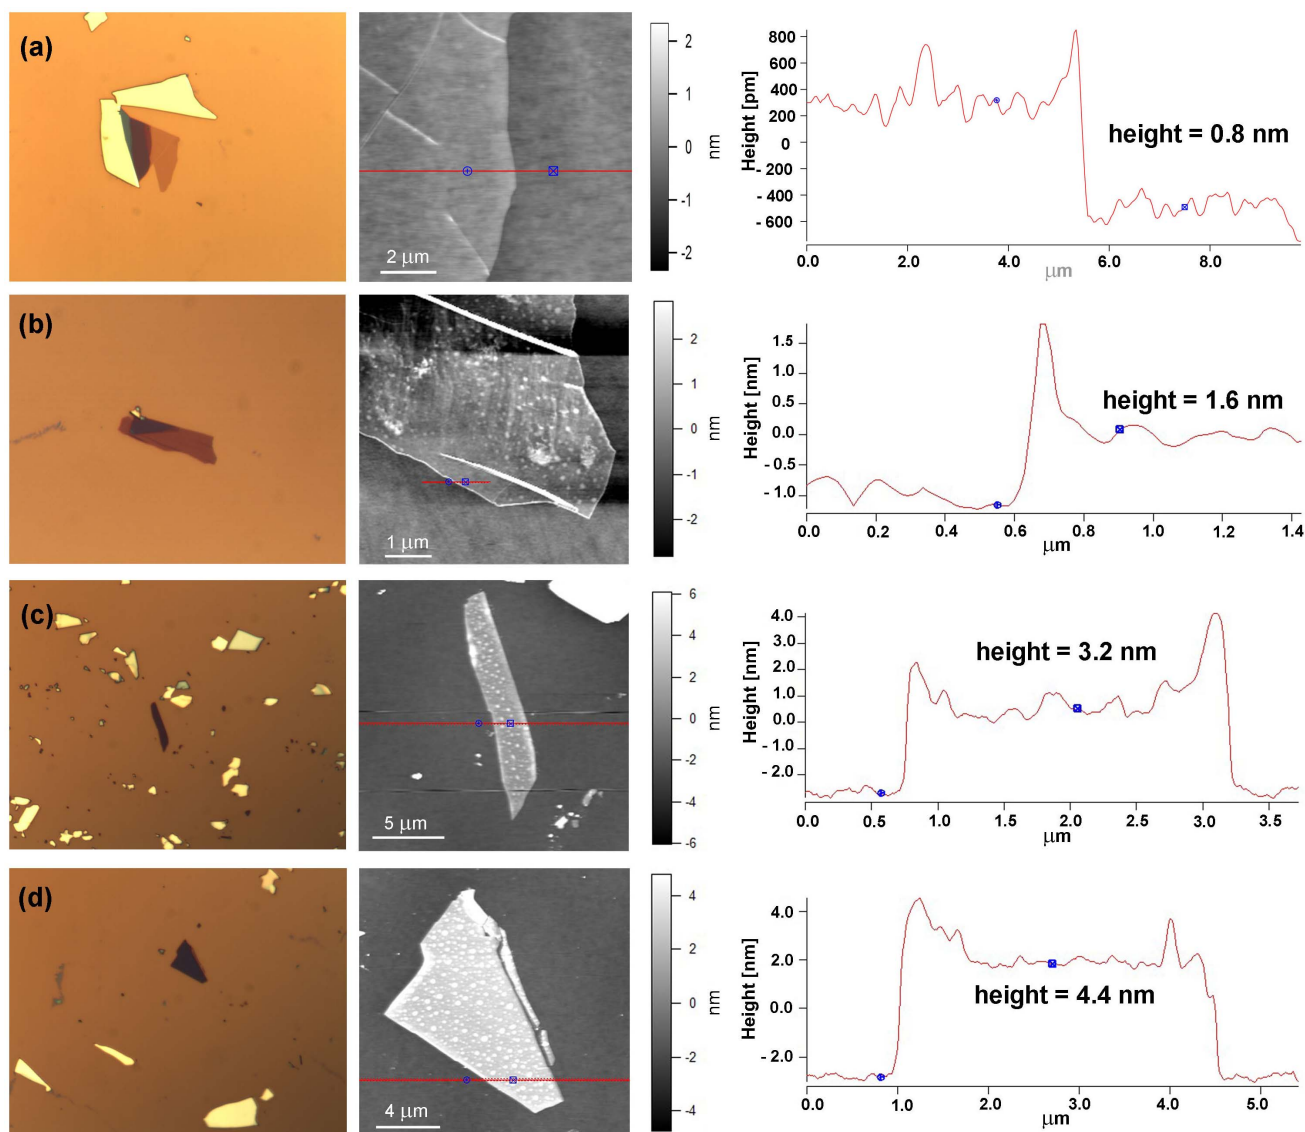 (a)
2 μm
2
1
0
-1
-2
nm
Height [pm]
800
600
400
200
0
- 200
- 400
- 600
height = 0.8 nm
0.0 2.0 4.0 6.0 8.0
μm
(b)
1 μm
2
1
0
-1
-2
nm
Height [nm]
1.5
1.0
0.5
0.0
- 0.5
- 1.0
height = 1.6 nm
0.0 0.2 0.4 0.6 0.8 1.0 1.2 1.4
μm
(c)
5 μm
6
4
2
0
-2
-4
-6
nm
Height [nm]
4.0
3.0
2.0
1.0
0.0
- 1.0
- 2.0
height = 3.2 nm
0.0 0.5 1.0 1.5 2.0 2.5 3.0 3.5
μm
(d)
4 μm
4
2
0
-2
-4
nm
Height [nm]
4.0
2.0
0.0
- 2.0
height = 4.4 nm
0.0 1.0 2.0 3.0 4.0 5.0
μm